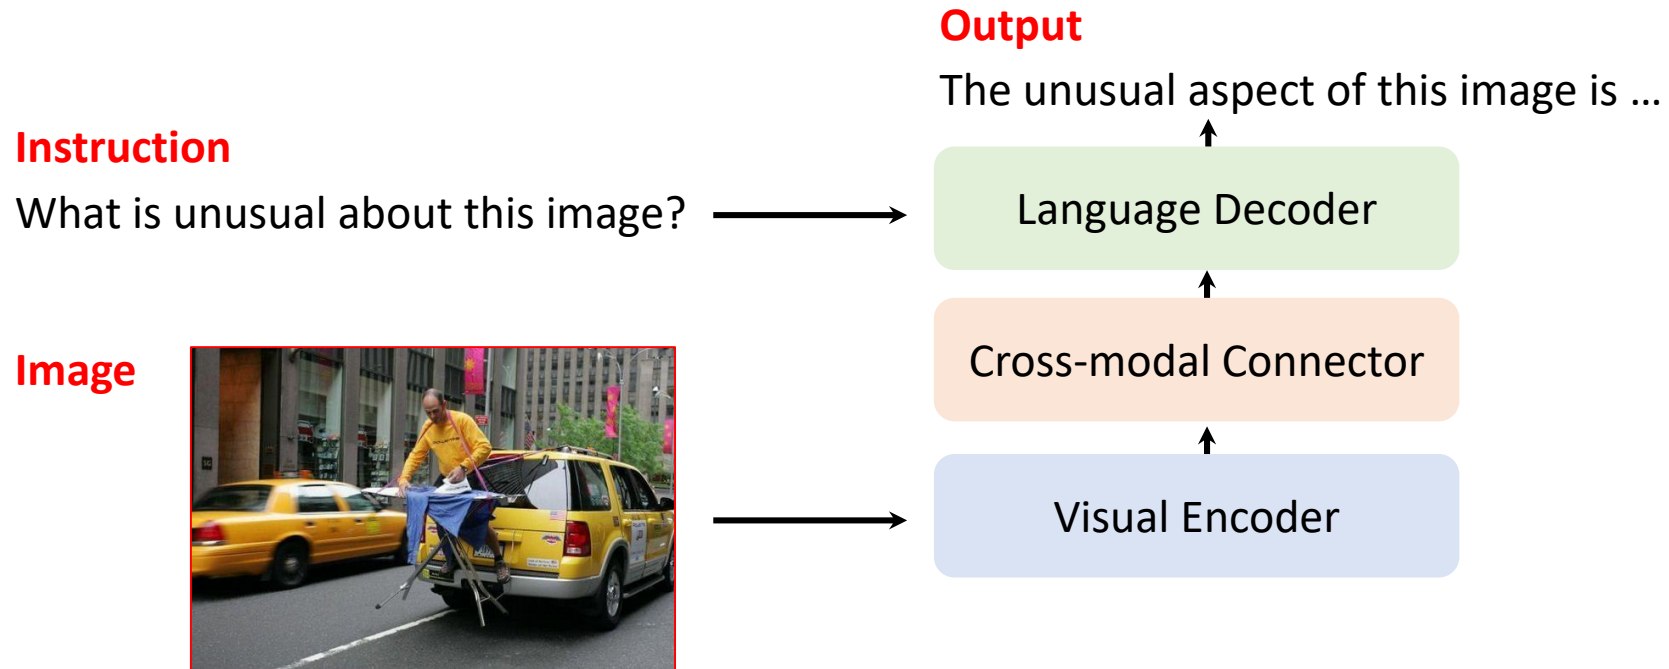 Output
The unusual aspect of this image is ...
Instruction
What is unusual about this image?
Language Decoder
Image
Cross-modal Connector
Visual Encoder